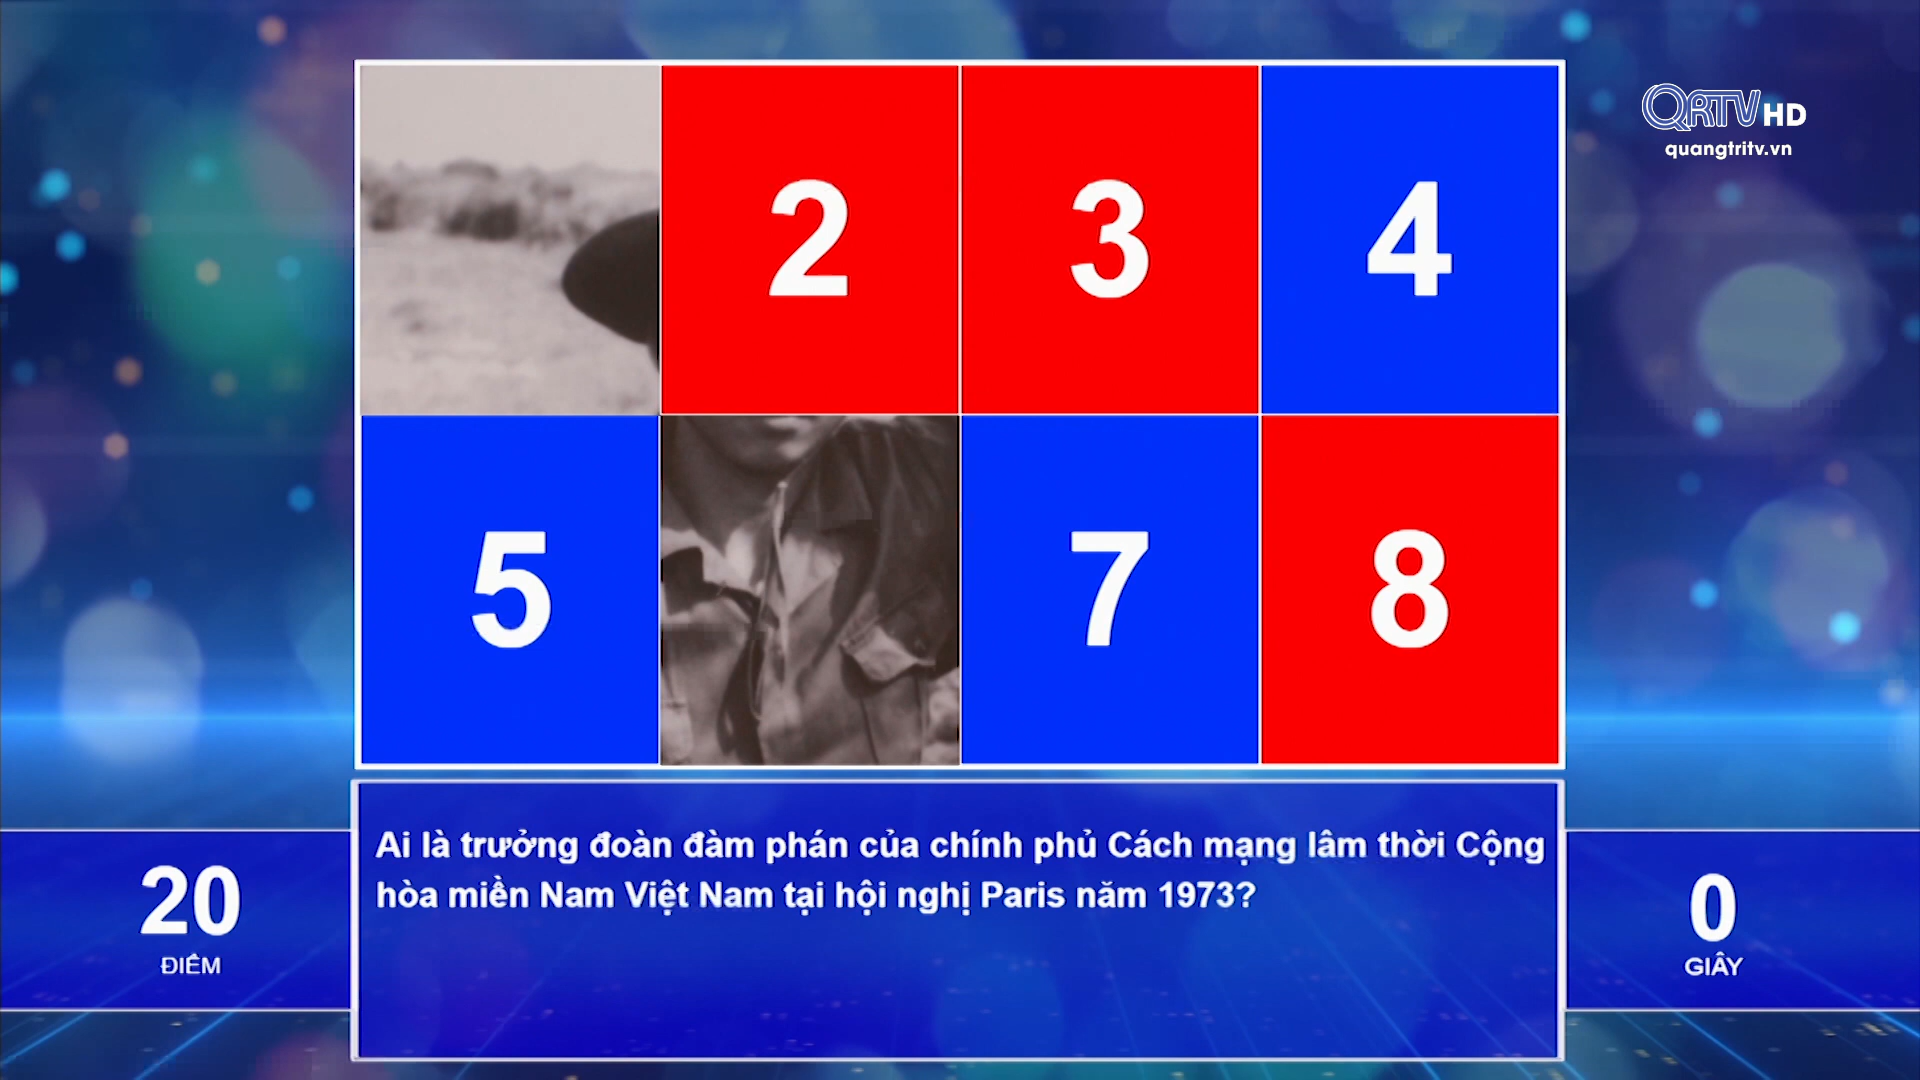 QRTV HD
quangtritv.vn
2
3
4
5
7
8
Ai là trưởng đoàn đàm phán của chính phủ Cách mạng lâm thời Cộng
hòa miền Nam Việt Nam tại hội nghị Paris năm 1973?
20
ĐIỂM
0
GIÂY